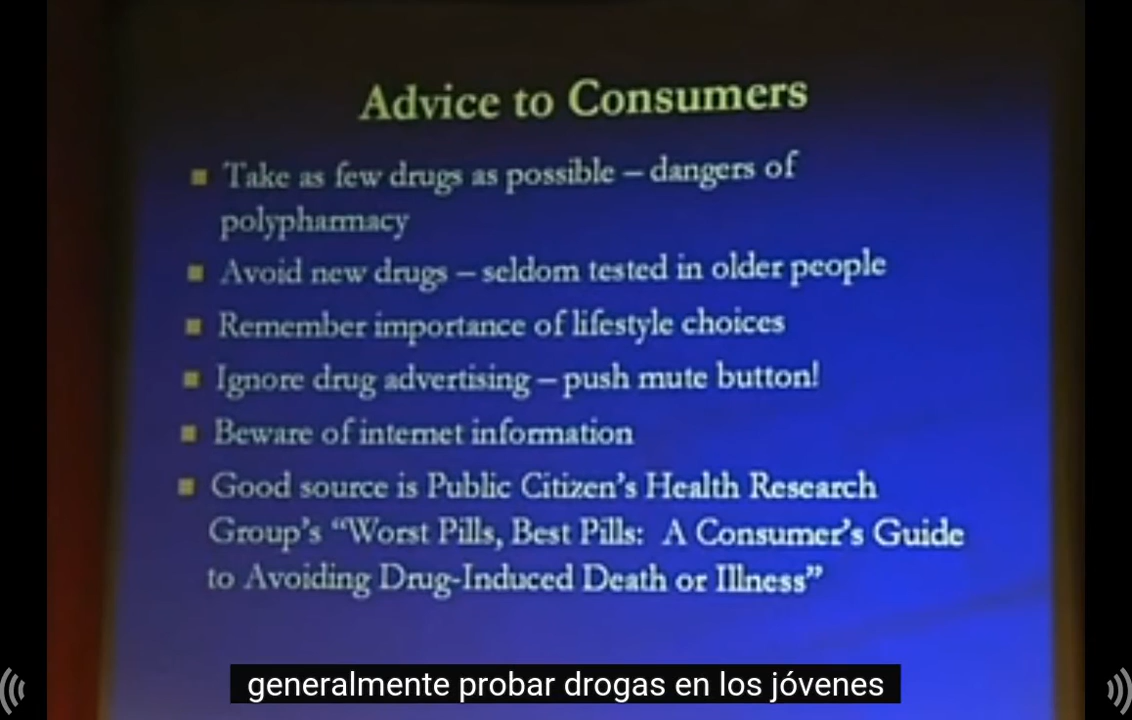 Advice to Consumers
Take as few drugs as possible – dangers of
polypharmacy
Avoid new drugs – seldom tested in older people
Remember importance of lifestyle choices
Ignore drug advertising – push mute button!
Beware of internet information
Good source is Public Citizen's Health Research
Group's "Worst Pills, Best Pills: A Consumer's Guide
to Avoiding Drug-Induced Death or Illness"
generalmente probar drogas en los jóvenes